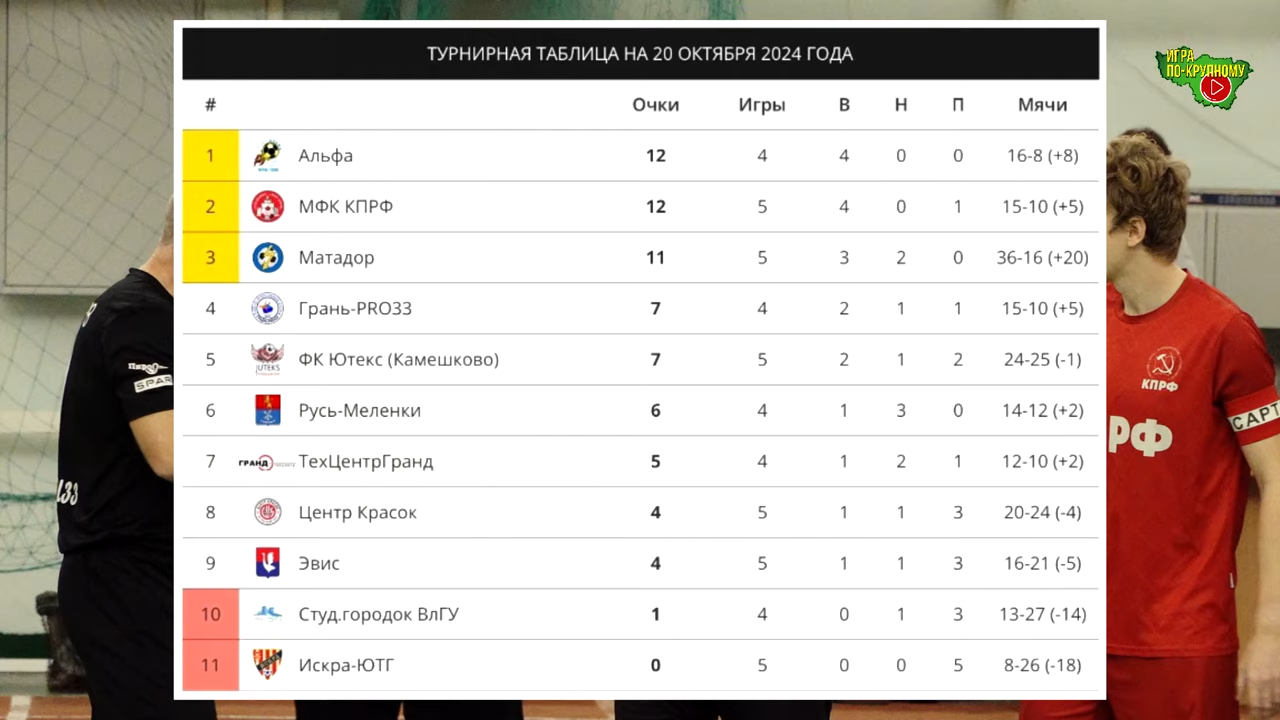 ТУРНИРНАЯ ТАБЛИЦА НА 20 ОКТЯБРЯ 2024 ГОДА
ИГРА
ПО-КРУПНОМУ
# Очки Игры В Н П Мячи
1 Альфа 12 4 4 0 0 16-8 (+8)
2 МФК КПРФ 12 5 4 0 1 15-10 (+5)
3 Матадор 11 5 3 2 0 36-16 (+20)
4 Грань-PRO33 7 4 2 1 1 15-10 (+5)
5 UTEKS ФК Ютекс (Камешково) 7 5 2 1 2 24-25 (-1)
6 Русь-Меленки 6 4 1 3 0 14-12 (+2)
7 ГРАНД ТехЦентрГранд 5 4 1 2 1 12-10 (+2)
8 Центр Красок 4 5 1 1 3 20-24 (-4)
9 Эвис 4 5 1 1 3 16-21 (-5)
10 Студ.городок ВлГУ 1 4 0 1 3 13-27 (-14)
11 Искра-ЮТГ 0 5 0 0 5 8-26 (-18)
SPAR
КПРФ
РФ
САРТ